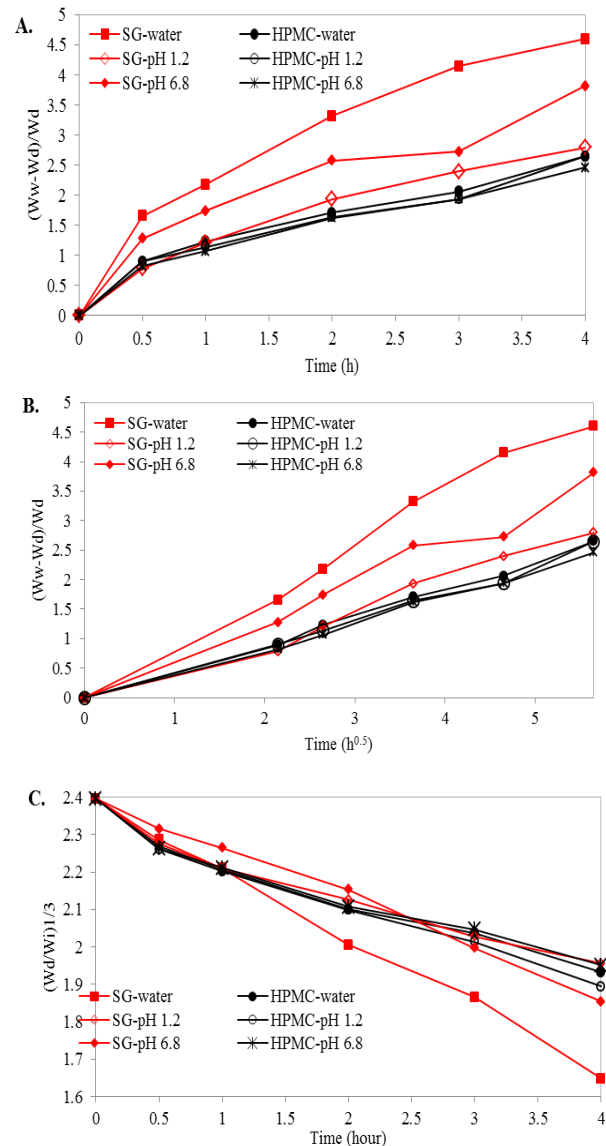 A.
SG-water HPMC-water
SG-pH 1.2 HPMC-pH 1.2
SG-pH 6.8 HPMC-pH 6.8
5
4.5
4
3.5
3
2.5
2
1.5
1
0.5
0
(Ww-Wd)/Wd
0 0.5 1 1.5 2 2.5 3 3.5 4
Time (h)
B.
SG-water HPMC-water
SG-pH 1.2 HPMC-pH 1.2
SG-pH 6.8 HPMC-pH 6.8
5
4.5
4
3.5
3
2.5
2
1.5
1
0.5
0
(Ww-Wd)/Wd
0 1 2 3 4 5
Time (h0.5)
C.
2.4
2.3
2.2
2.1
2
1.9
1.8
1.7
1.6
(Wd/Wi)1/3
SG-water HPMC-water
SG-pH 1.2 HPMC-pH 1.2
SG-pH 6.8 HPMC-pH 6.8
0 0.5 1 1.5 2 2.5 3 3.5 4
Time (hour)